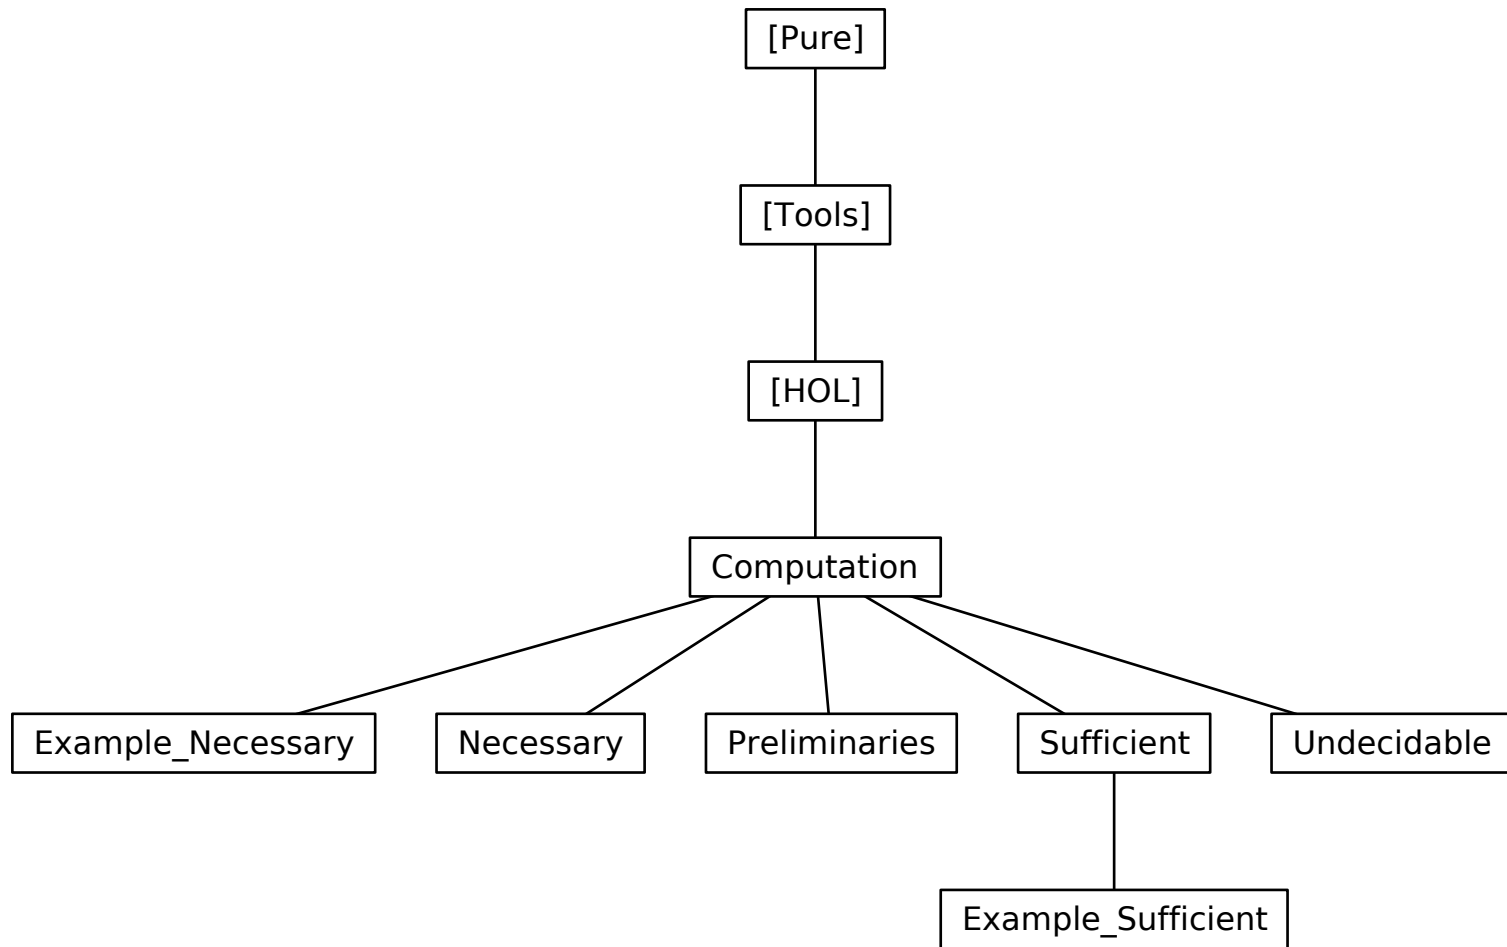 [Pure]
[Tools]
[HOL]
Computation
Example_Necessary
Necessary
Preliminaries
Sufficient
Undecidable
Example_Sufficient